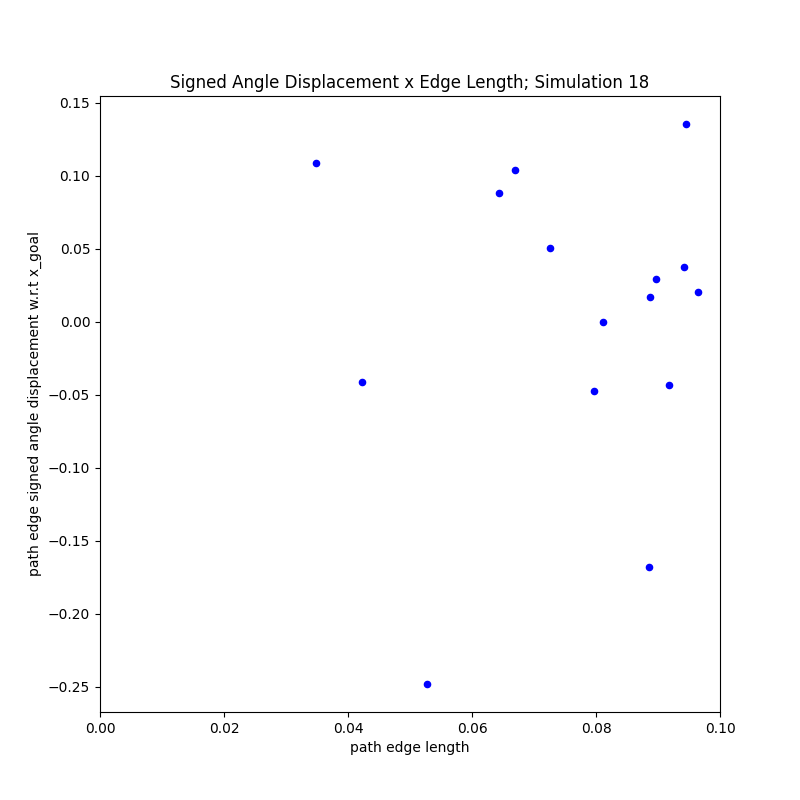 Signed Angle Displacement x Edge Length; Simulation 18
0.15
0.10
0.05
0.00
−0.05
−0.10
−0.15
−0.20
−0.25
path edge signed angle displacement w.r.t x_goal
0.00 0.02 0.04 0.06 0.08 0.10
path edge length